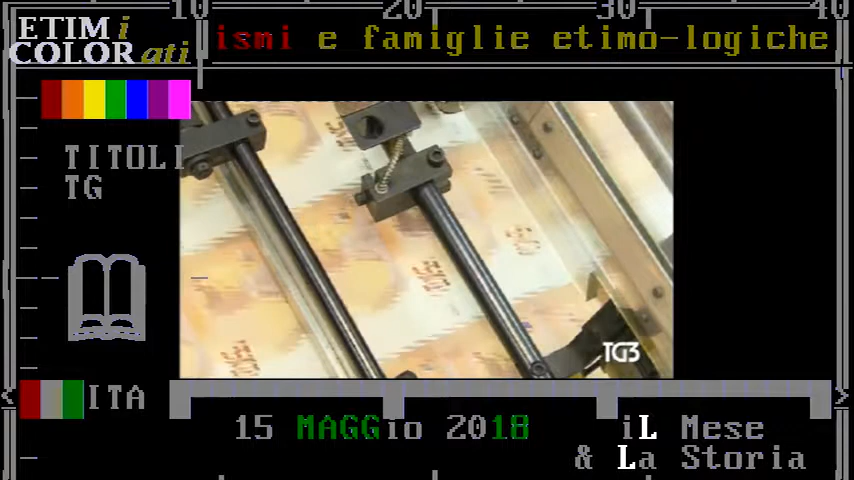 10 20 30 40
ETIMi
COLORati
ismi e famiglie etimo-logiche
TITOLI
TG
TG3
< ITA >
15 MAGGio 2018
iL Mese
& La Storia